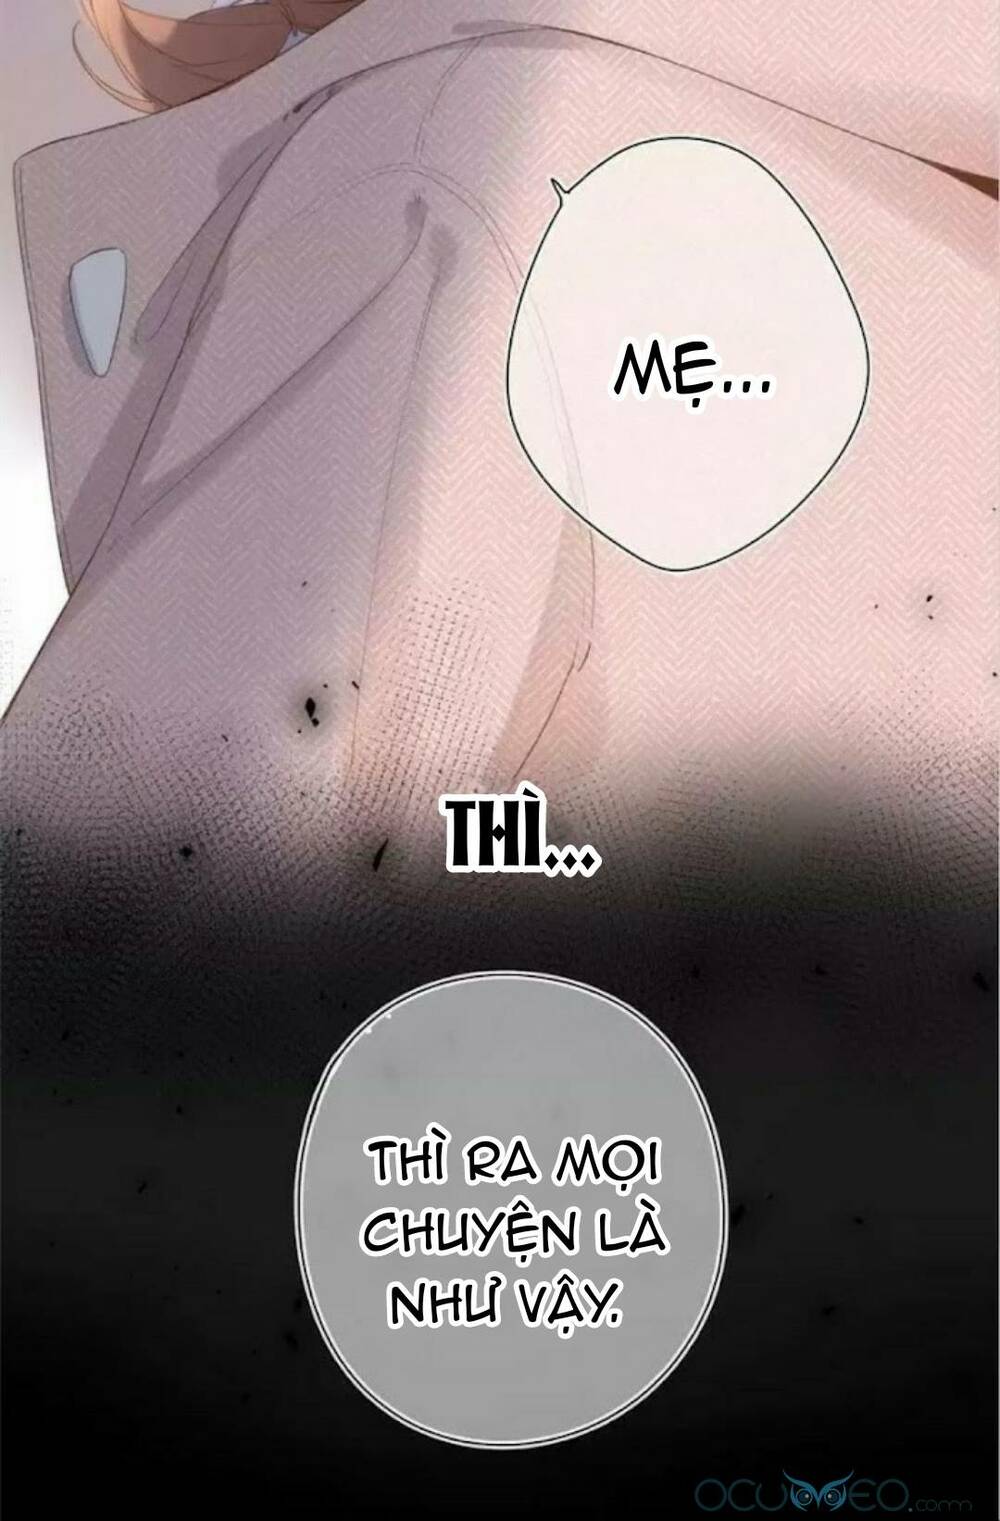 MẸ...
THÌ...
THÌ RA MỌI
CHUYỆN LÀ
NHƯ VẬY.
OCUMEO.com